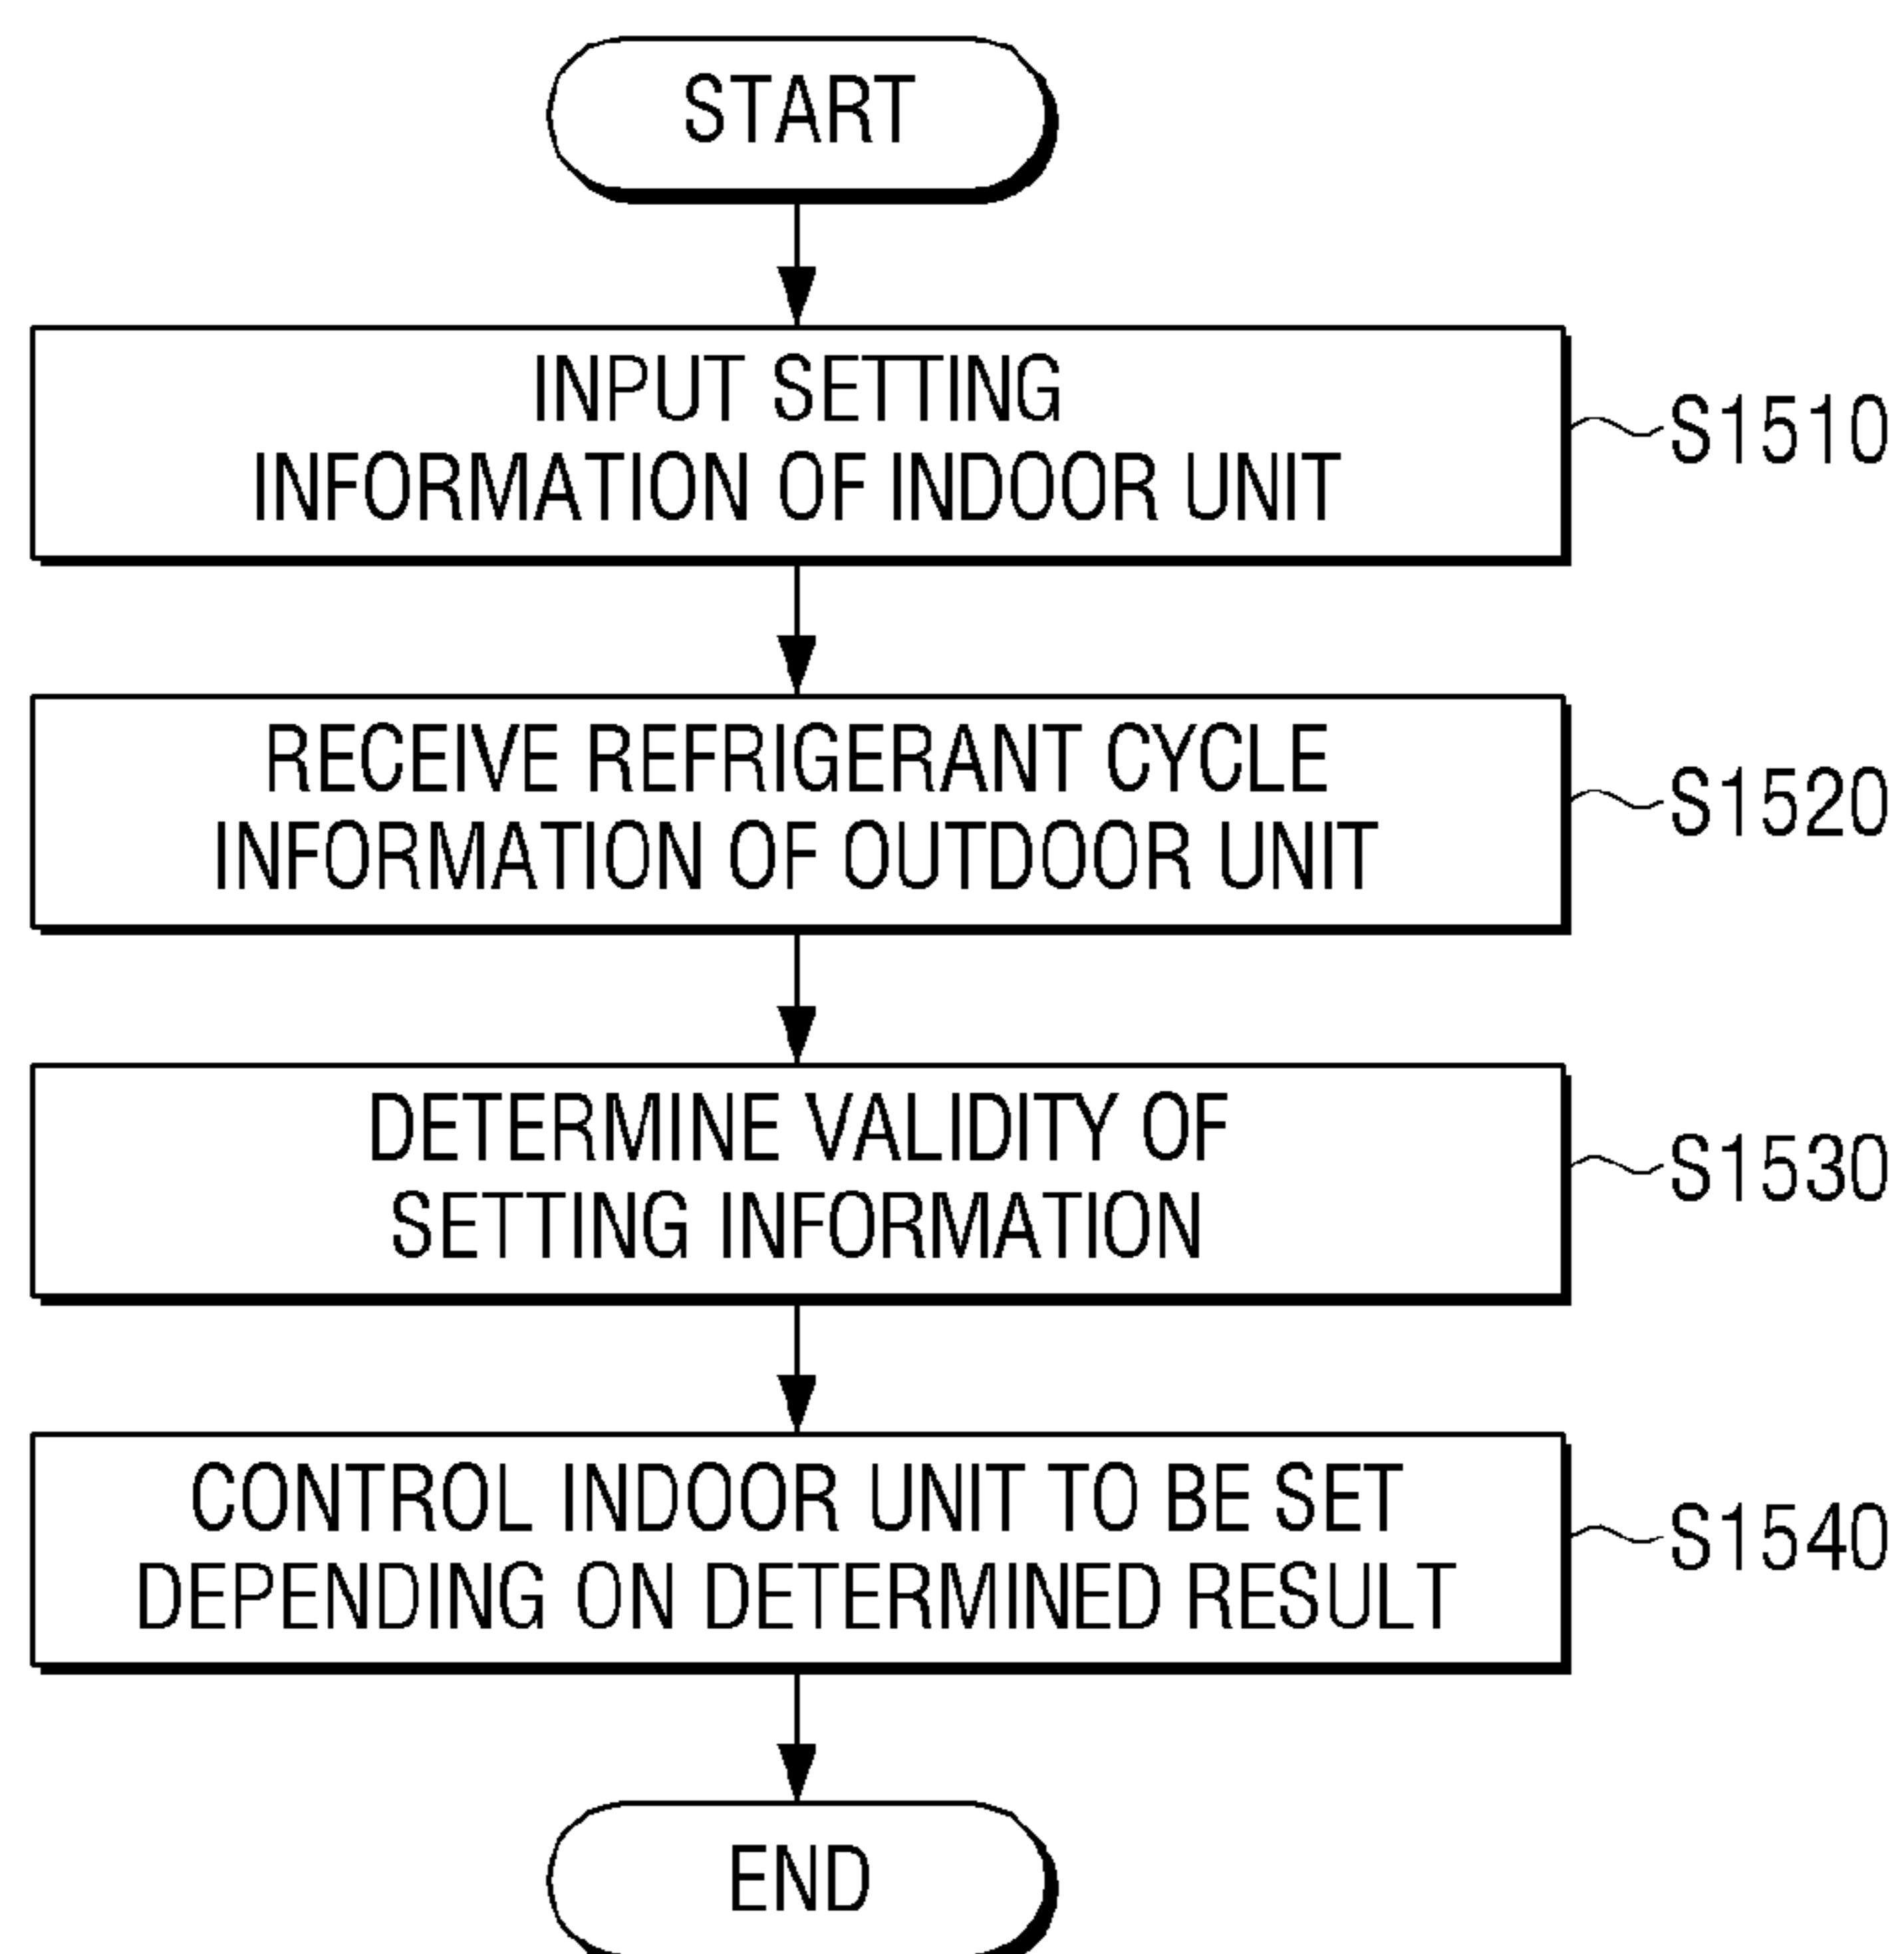 START
INPUT SETTING
INFORMATION OF INDOOR UNIT
S1510
RECEIVE REFRIGERANT CYCLE
INFORMATION OF OUTDOOR UNIT
S1520
DETERMINE VALIDITY OF
SETTING INFORMATION
S1530
CONTROL INDOOR UNIT TO BE SET
DEPENDING ON DETERMINED RESULT
S1540
END